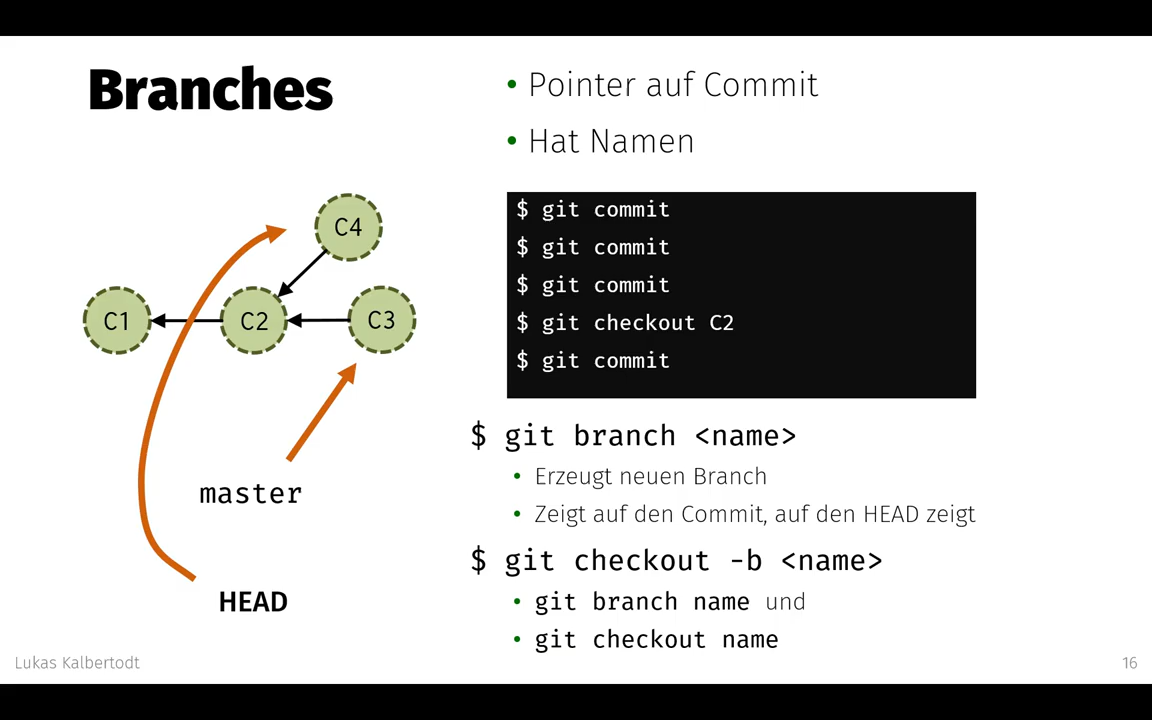 Branches
• Pointer auf Commit
• Hat Namen
C4
C1
C2
C3
master
HEAD
$ git commit
$ git commit
$ git commit
$ git checkout C2
$ git commit
$ git branch <name>
• Erzeugt neuen Branch
• Zeigt auf den Commit, auf den HEAD zeigt
$ git checkout -b <name>
• git branch name und
• git checkout name
Lukas Kalbertodt
16